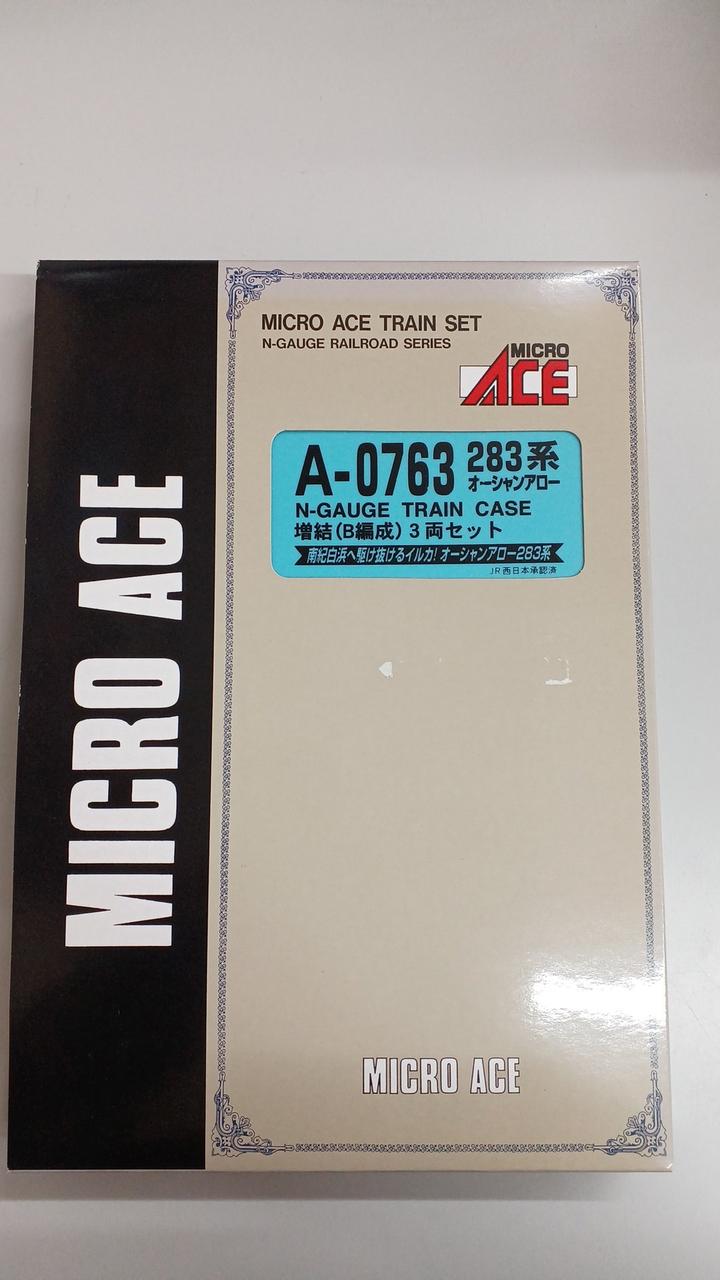 MICRO ACE
MICRO ACE TRAIN SET
N-GAUGE RAILROAD SERIES
MICRO
ACE
A-0763 283系
オーシャンアロー
N-GAUGE TRAIN CASE
増結(B編成)3両セット
南紀白浜へ駆け抜けるイルカ!オーシャンアロー283系
JR西日本承認済
MICRO ACE